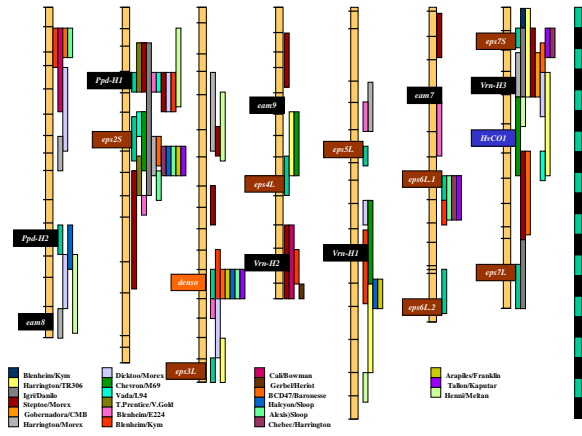 eps7S
Ppd-H1
Vrn-H3
eam7
eam9
HvCO1
eps2S
eps5L
eps4L
eps6L.1
Ppd-H2
Vrn-H1
Vrn-H2
eps7L
denso
eps6L.2
eam8
eps3L
Blenheim/Kym
Harrington/TR306
Igri/Danilo
Steptoe/Morex
Gobernadora/CMB
Harrington/Morex
Dicktoo/Morex
Chevron/M69
Vada/L94
T.Prentice/V.Gold
Blenheim/E224
Blenheim/Kym
Cali/Bowman
Gerbel/Heriot
BCD47/Baronesse
Halcyon/Sloop
Alexis)Sloop
Chebec/Harrington
Arapiles/Franklin
Tallon/Kaputar
Henni/Meltan